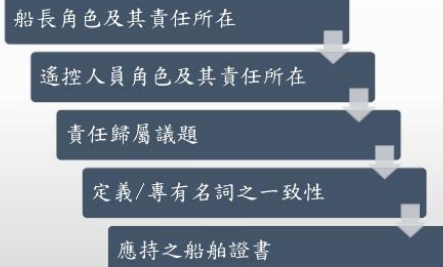 船長角色及其責任所在
遙控人員角色及其責任所在
責任歸屬議題
定義/專有名詞之一致性
應持之船舶證書